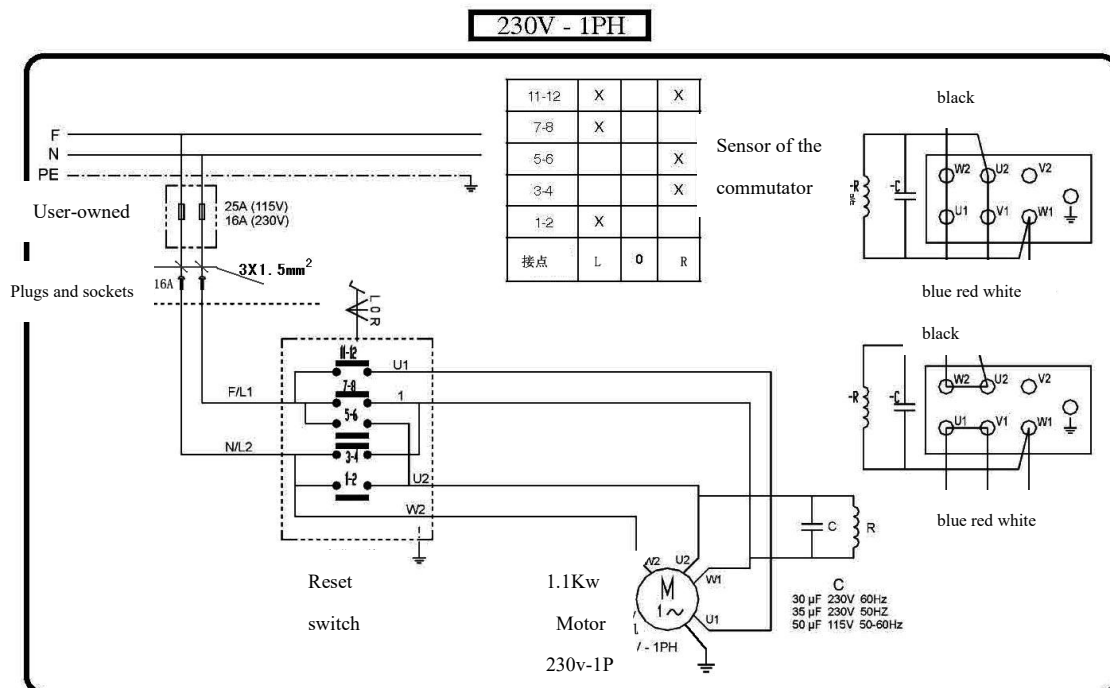 230V - 1PH
F
N
PE
User-owned
25A (115V)
16A (230V)
Plugs and sockets
16A
3X1.5mm²
11-12 X X
7-8 X
5-6 X
3-4 X
1-2 X
接点 L 0 R
Sensor of the
commutator
black
W2 U2 V2
U1 V1 W1
-R
-C
blue red white
black
W2 U2 V2
U1 V1 W1
-R
-C
blue red white
L O R
11-12
U1
7-8
F/L1
1
5-6
N/L2
3-4
1-2
U2
W2
Reset
switch
1.1Kw
Motor
230v-1P
U2
W1
U1
M
1~
- 1PH
C
R
C
30 µF 230V 60Hz
35 µF 230V 50HZ
50 µF 115V 50-60Hz